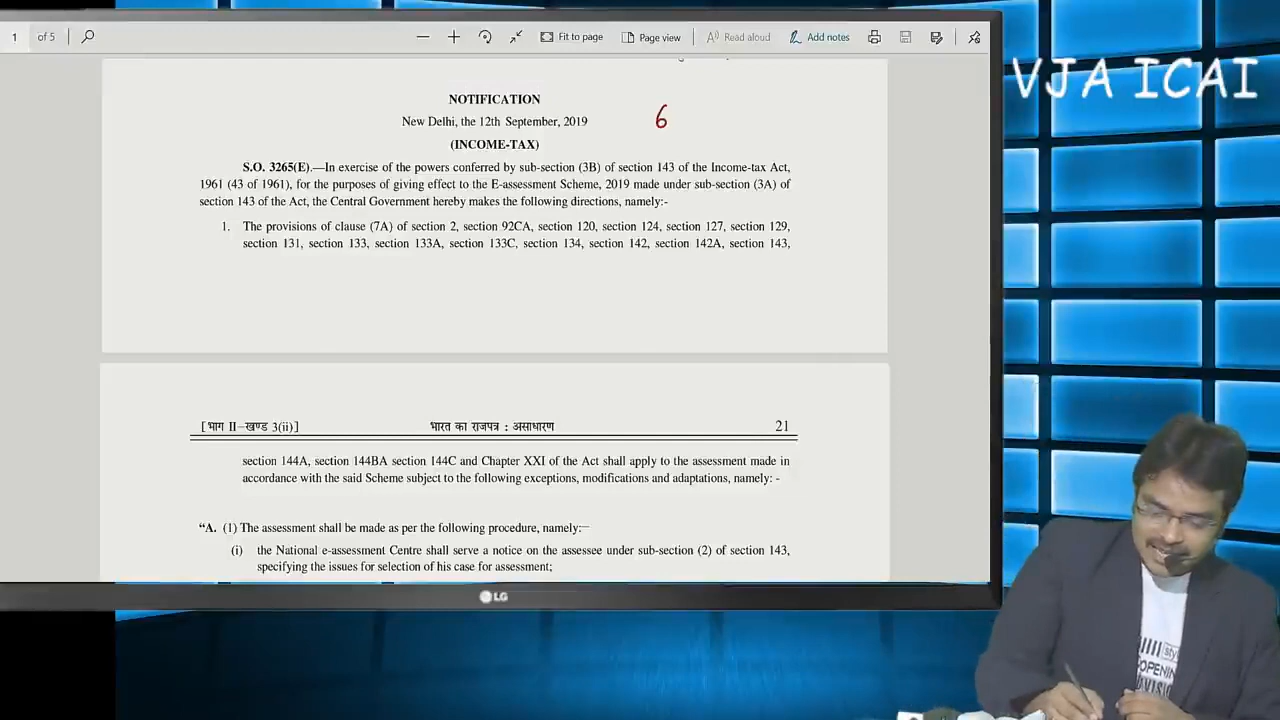 1 of 5 Fit to page Page view Read aloud Add notes
VJA ICAI
NOTIFICATION
New Delhi, the 12th September, 2019 6
(INCOME-TAX)
S.O. 3265(E).—In exercise of the powers conferred by sub-section (3B) of section 143 of the Income-tax Act,
1961 (43 of 1961), for the purposes of giving effect to the E-assessment Scheme, 2019 made under sub-section (3A) of
section 143 of the Act, the Central Government hereby makes the following directions, namely:-
1. The provisions of clause (7A) of section 2, section 92CA, section 120, section 124, section 127, section 129,
section 131, section 133, section 133A, section 133C, section 134, section 142, section 142A, section 143,
[भाग II-खण्ड 3(ii)] भारत का राजपत्र : असाधारण 21
section 144A, section 144BA section 144C and Chapter XXI of the Act shall apply to the assessment made in
accordance with the said Scheme subject to the following exceptions, modifications and adaptations, namely: -
“A. (1) The assessment shall be made as per the following procedure, namely:—
(i) the National e-assessment Centre shall serve a notice on the assessee under sub-section (2) of section 143,
specifying the issues for selection of his case for assessment;
LG
OPENING